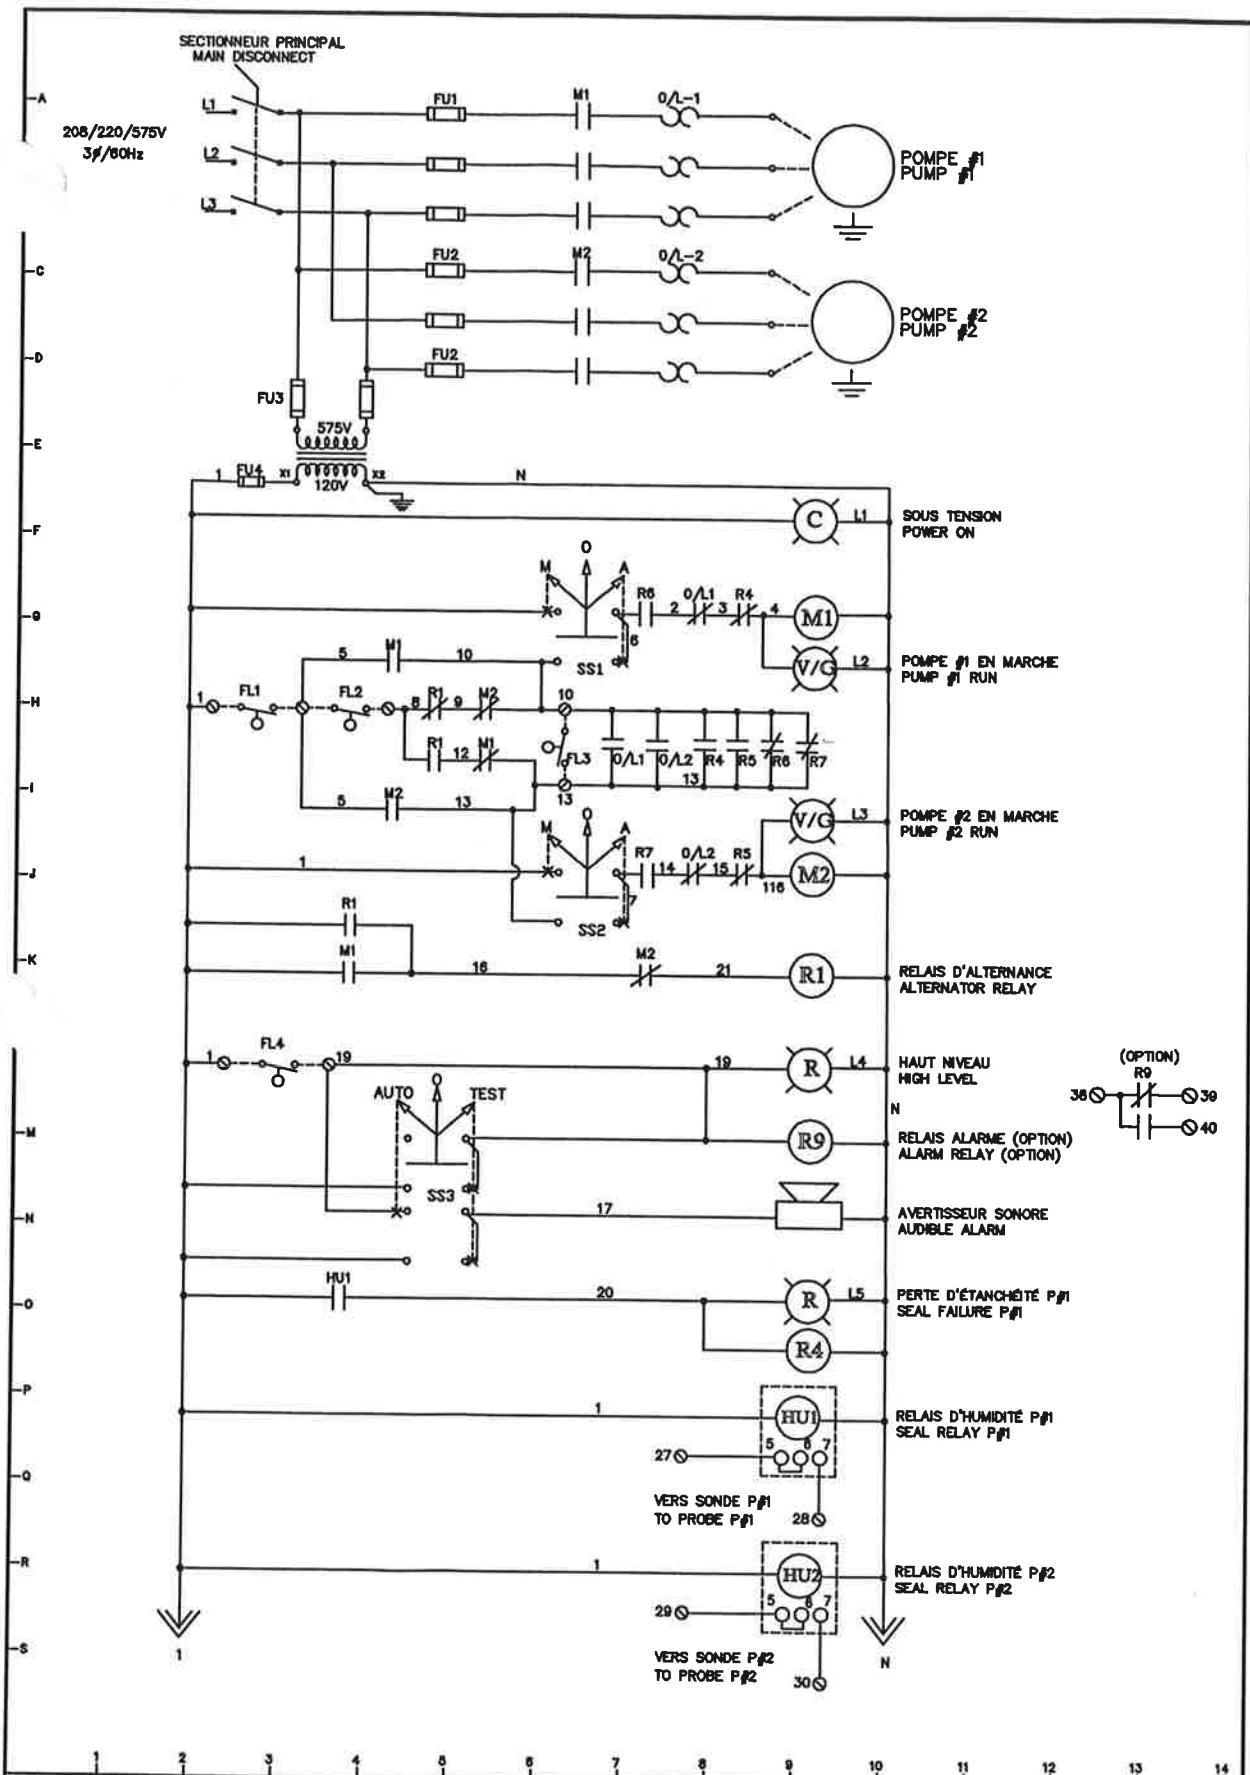 SECTIONNEUR PRINCIPAL
MAIN DISCONNECT
A
L1
FU1
M1
O/L-1
208/220/575V
3ø/60Hz
L2
L3
POMPE #1
PUMP #1
C
FU2
M2
O/L-2
POMPE #2
PUMP #2
D
FU2
FU3
E
575V
1
FU4
X1
120V
X2
N
F
C
L1
SOUS TENSION
POWER ON
M
O
A
G
R6
2
O/L1
3
R4
4
M1
6
5
M1
10
SS1
V/G
L2
POMPE #1 EN MARCHE
PUMP #1 RUN
H
1
FL1
FL2
8
R1
9
M2
10
R1
12
M1
FL3
O/L1
O/L2
R4
R5
R6
R7
13
I
5
M2
13
13
V/G
L3
POMPE #2 EN MARCHE
PUMP #2 RUN
M
O
A
J
1
R7
14
O/L2
15
R5
116
M2
7
R1
SS2
K
M1
16
M2
21
R1
RELAIS D'ALTERNANCE
ALTERNATOR RELAY
1
FL4
19
19
R
L4
HAUT NIVEAU
HIGH LEVEL
(OPTION)
R9
38
39
40
AUTO
O
TEST
N
M
R9
RELAIS ALARME (OPTION)
ALARM RELAY (OPTION)
SS3
N
17
AVERTISSEUR SONORE
AUDIBLE ALARM
HU1
O
20
R
L5
PERTE D'ÉTANCHÉITÉ P#1
SEAL FAILURE P#1
R4
P
1
HU1
RELAIS D'HUMIDITÉ P#1
SEAL RELAY P#1
27
5
6
7
Q
VERS SONDE P#1
TO PROBE P#1
28
R
1
HU2
RELAIS D'HUMIDITÉ P#2
SEAL RELAY P#2
29
5
6
7
S
1
VERS SONDE P#2
TO PROBE P#2
30
N
1 2 3 4 5 6 7 8 9 10 11 12 13 14